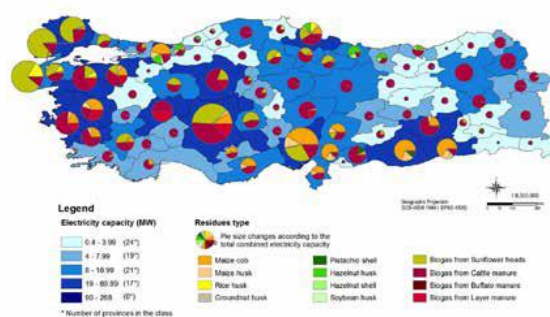 Geographic Projection
Legend
Electricity capacity (MW)
0.4 - 3.99 (24*)
4 - 7.99 (19*)
8 - 18.99 (21*)
19 - 89.99 (17*)
90 - 268 (0*)
* Number of provinces in the class
Residues type
Pie size changes according to the
total combined electricity capacity
Maize cob
Maize husk
Rice husk
Groundnut husk
Pistachio shell
Hazelnut husk
Hazelnut shell
Soybean husk
Biogas from Sunflower heads
Biogas from Cattle manure
Biogas from Buffalo manure
Biogas from Layer manure